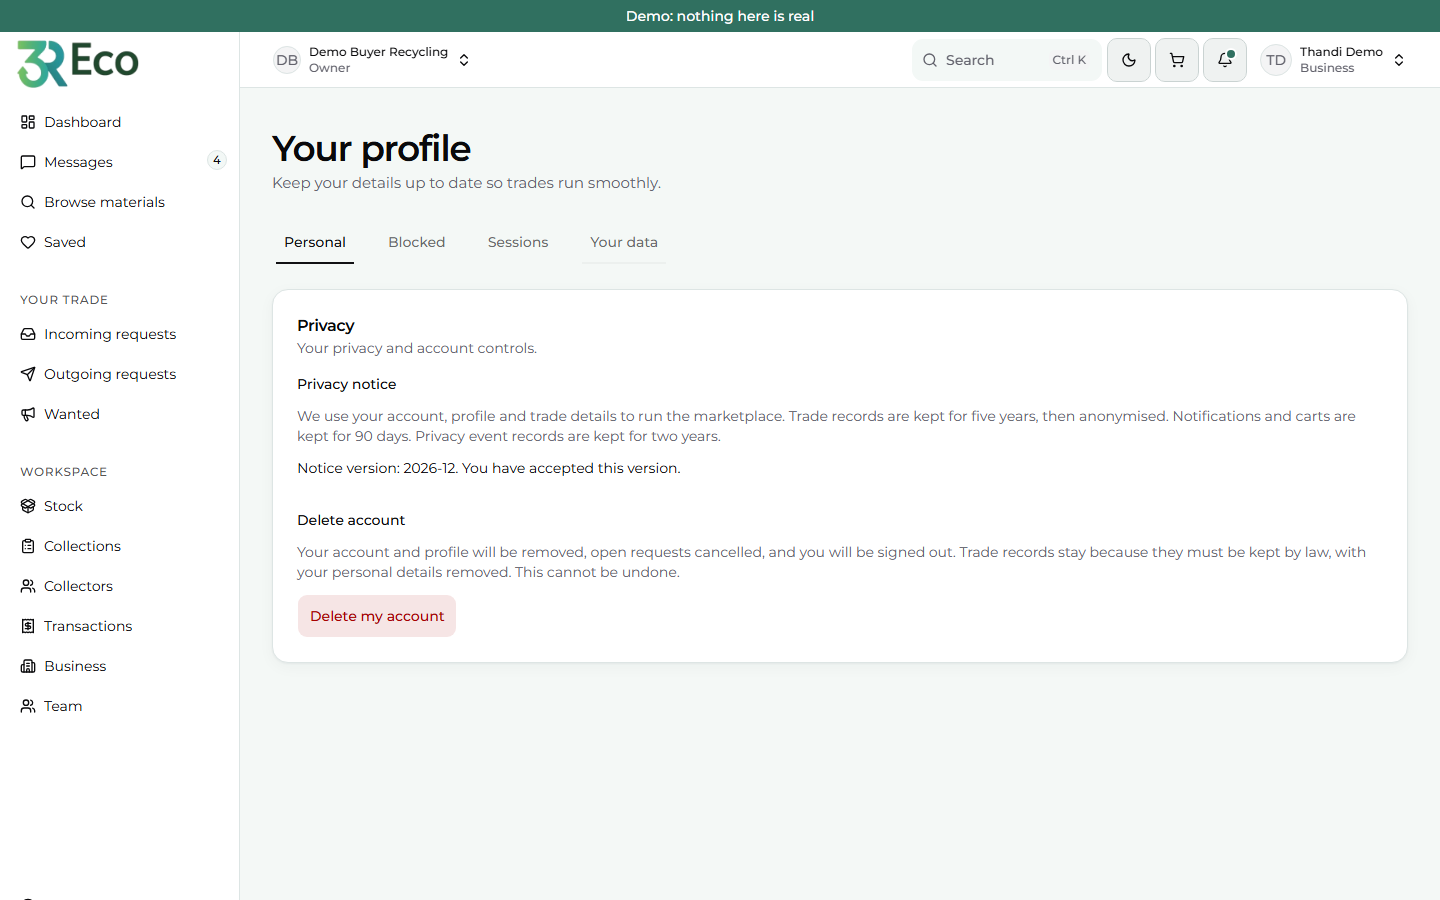 Demo: nothing here is real
3R Eco
DB
Demo Buyer Recycling
Owner
Search
Ctrl K
TD
Thandi Demo
Business
Dashboard
Messages
4
Browse materials
Saved
YOUR TRADE
Incoming requests
Outgoing requests
Wanted
WORKSPACE
Stock
Collections
Collectors
Transactions
Business
Team
Your profile
Keep your details up to date so trades run smoothly.
Personal
Blocked
Sessions
Your data
Privacy
Your privacy and account controls.
Privacy notice
We use your account, profile and trade details to run the marketplace. Trade records are kept for five years, then anonymised. Notifications and carts are
kept for 90 days. Privacy event records are kept for two years.
Notice version: 2026-12. You have accepted this version.
Delete account
Your account and profile will be removed, open requests cancelled, and you will be signed out. Trade records stay because they must be kept by law, with
your personal details removed. This cannot be undone.
Delete my account